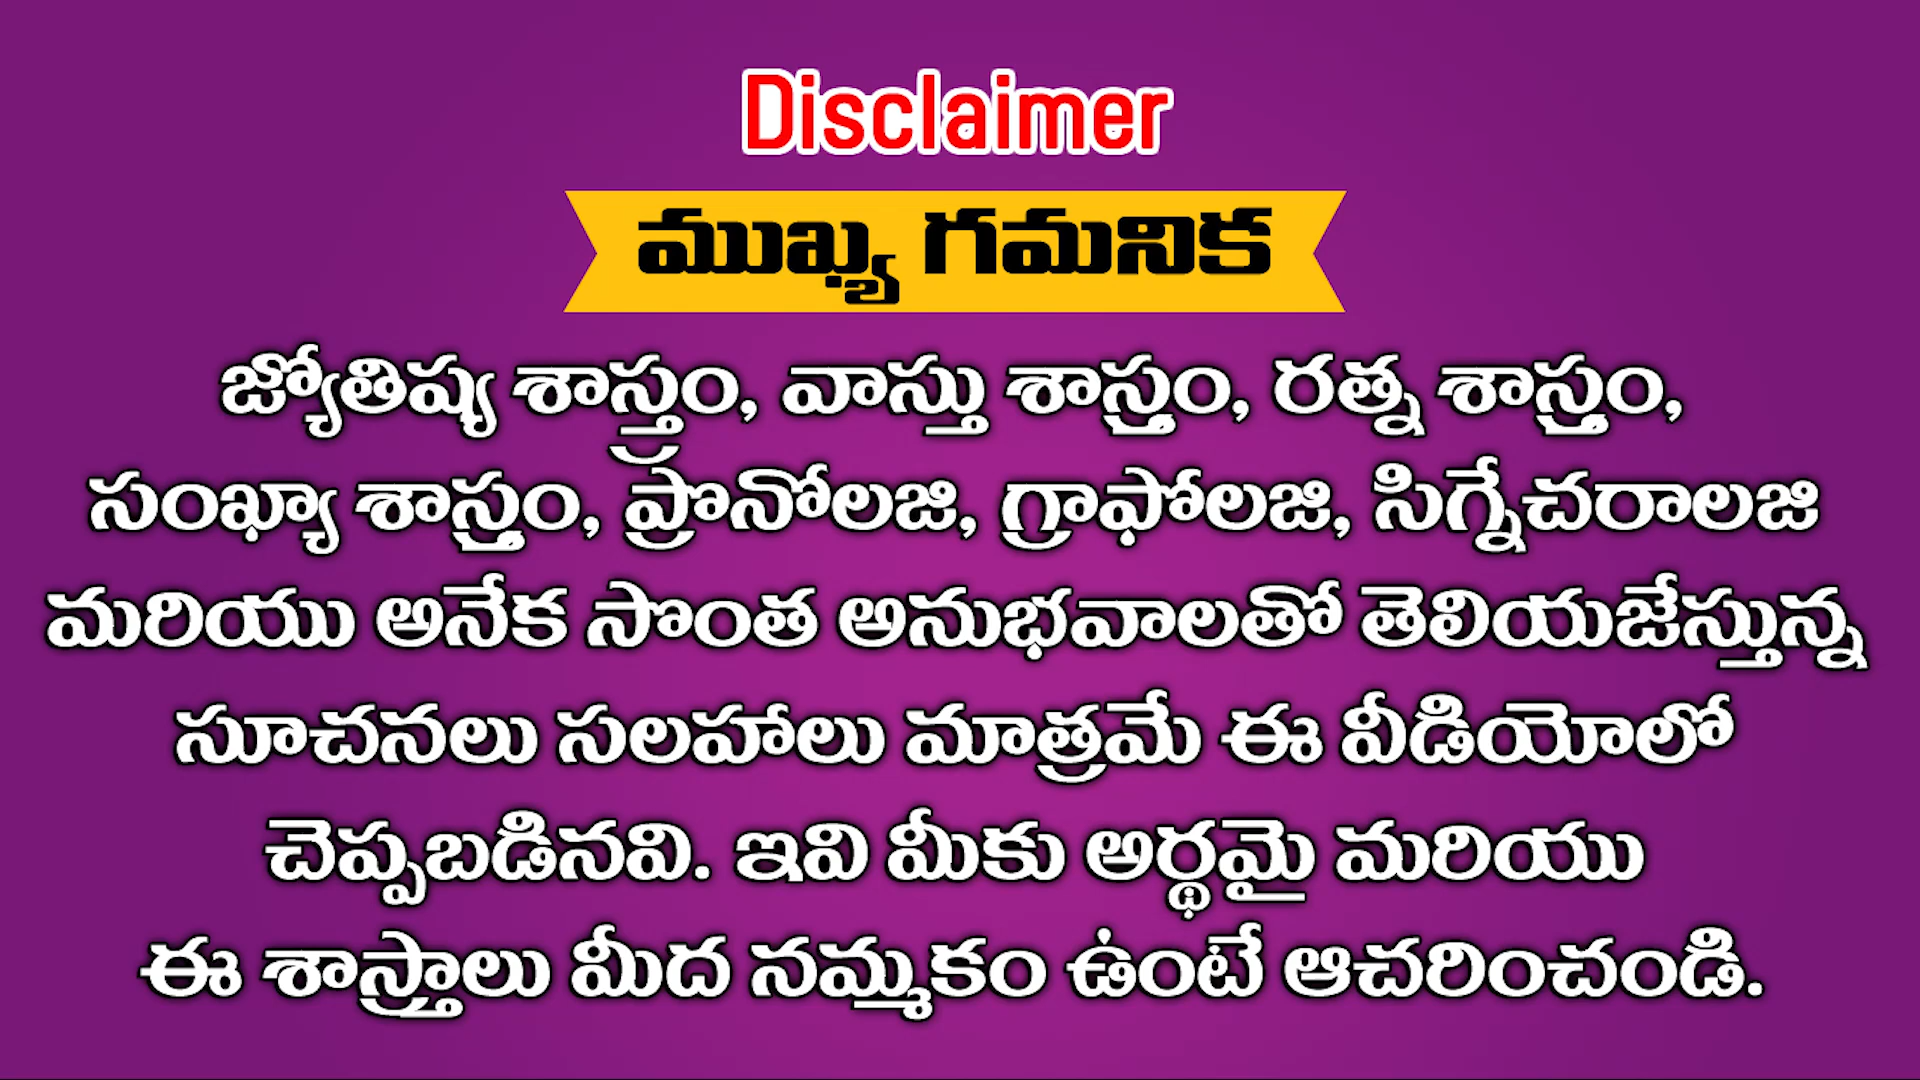 Disclaimer
ముఖ్య గమనిక
జ్యోతిష్య శాస్త్రం, వాస్తు శాస్త్రం, రత్న శాస్త్రం,
సంఖ్యా శాస్త్రం, ప్రొనోలజి, గ్రాఫోలజి, సిగ్నేచరాలజి
మరియు అనేక సొంత అనుభవాలతో తెలియజేస్తున్న
సూచనలు సలహాలు మాత్రమే ఈ వీడియోలో
చెప్పబడినవి. ఇవి మీకు అర్థమై మరియు
ఈ శాస్త్రాలు మీద నమ్మకం ఉంటే ఆచరించండి.